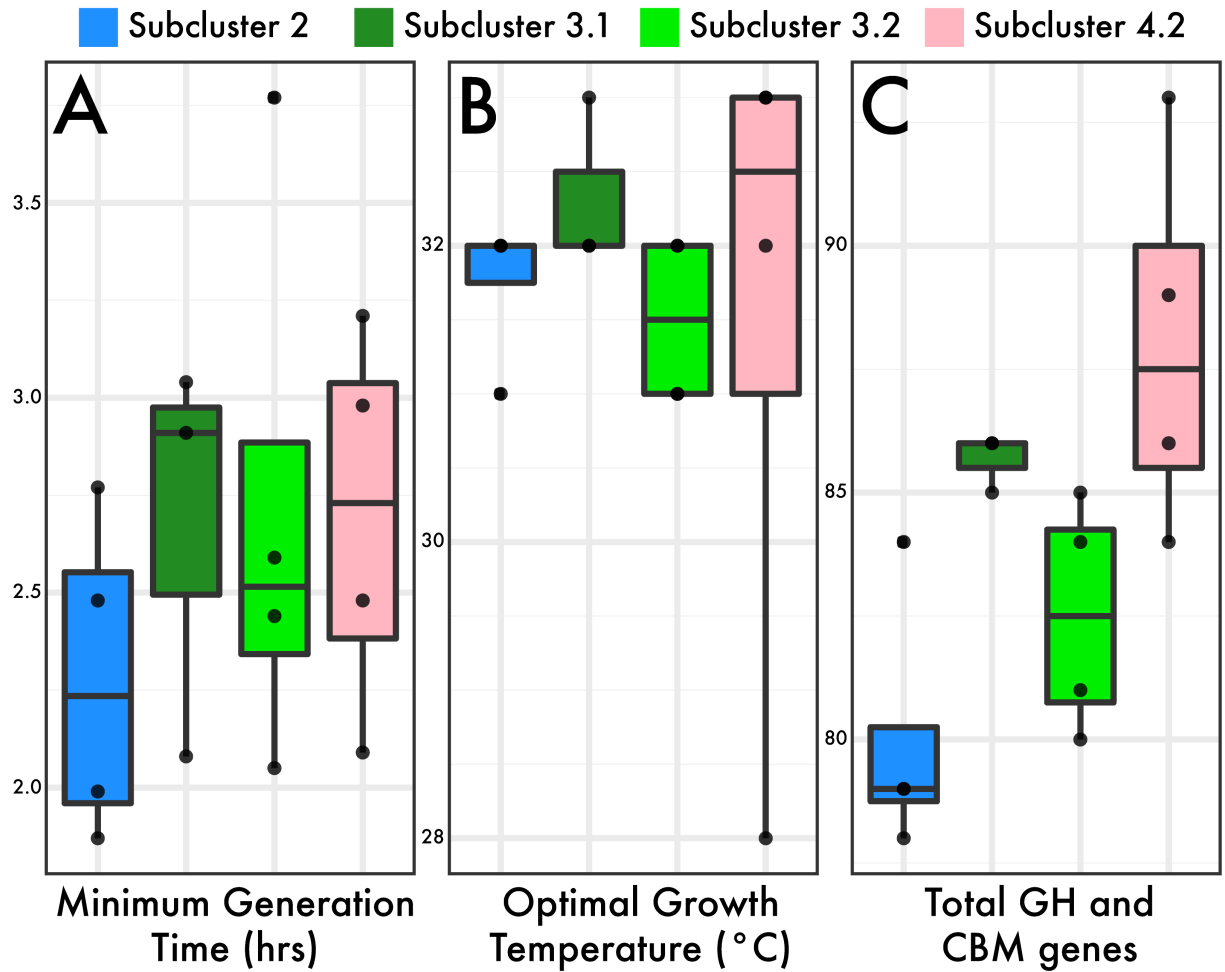 Subcluster 2 Subcluster 3.1 Subcluster 3.2 Subcluster 4.2
A
B
C
3.5
3.0
2.5
2.0
32
30
28
90
85
80
Minimum Generation
Time (hrs)
Optimal Growth
Temperature (°C)
Total GH and
CBM genes